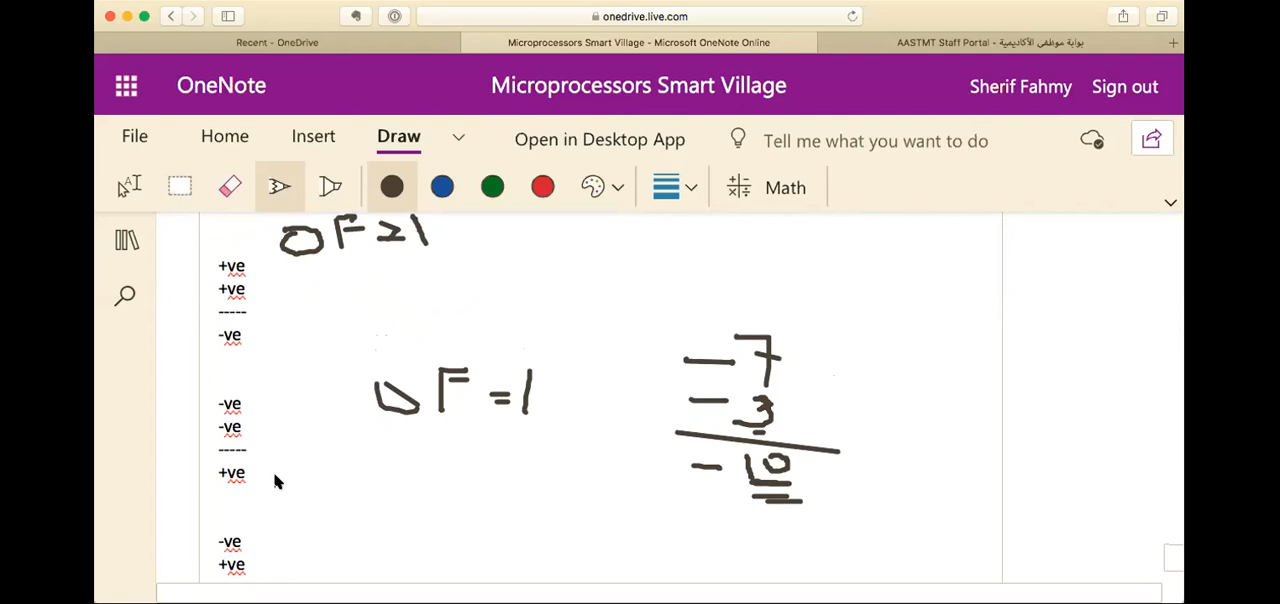 onedrive.live.com
Recent - OneDrive
Microprocessors Smart Village - Microsoft OneNote Online
AASTMT Staff Portal - بوابة موظفي الأكاديمية
OneNote
Microprocessors Smart Village
Sherif Fahmy
Sign out
File
Home
Insert
Draw
Open in Desktop App
Tell me what you want to do
Math
OF=1
+ve
+ve
-----
-ve
-ve
-ve
-----
+ve
-ve
+ve
OF=1
-7
-3
-10